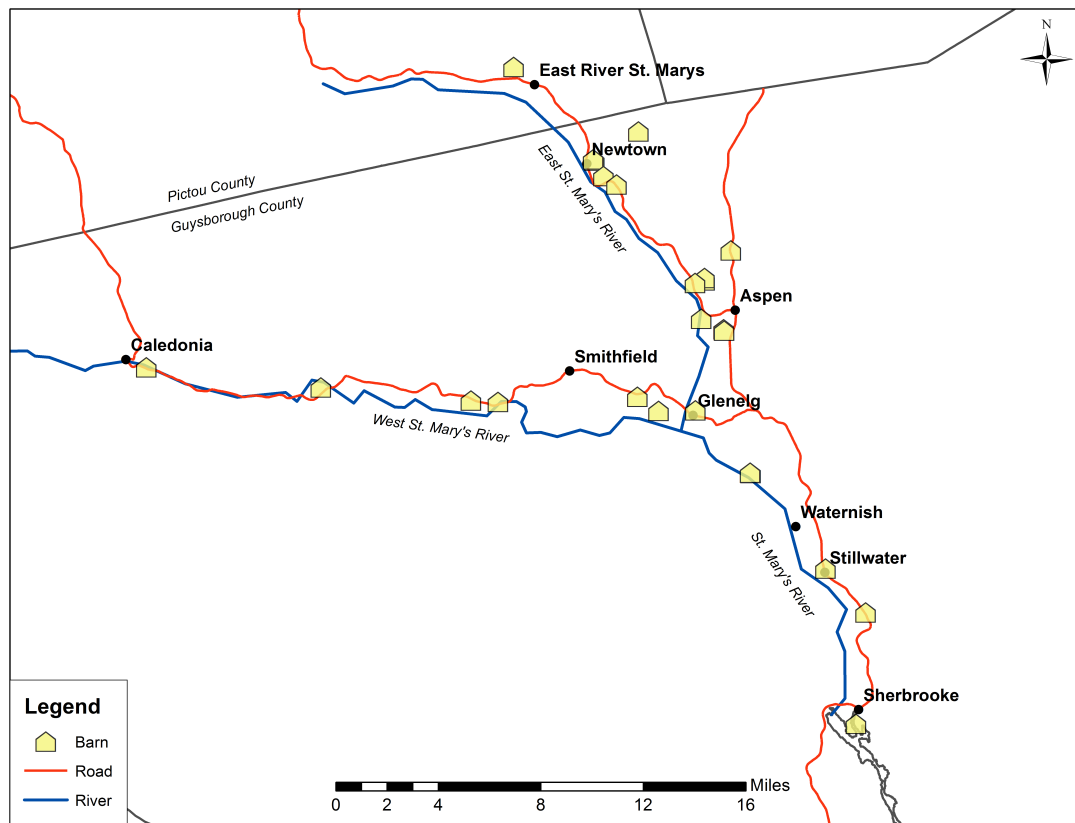 N
East River St. Marys
Newtown
East St. Mary's River
Pictou County
Guysborough County
Aspen
Caledonia
Smithfield
Glenelg
West St. Mary's River
Waternish
St. Mary's River
Stillwater
Sherbrooke
Legend
Barn
Road
River
Miles
0 2 4 8 12 16